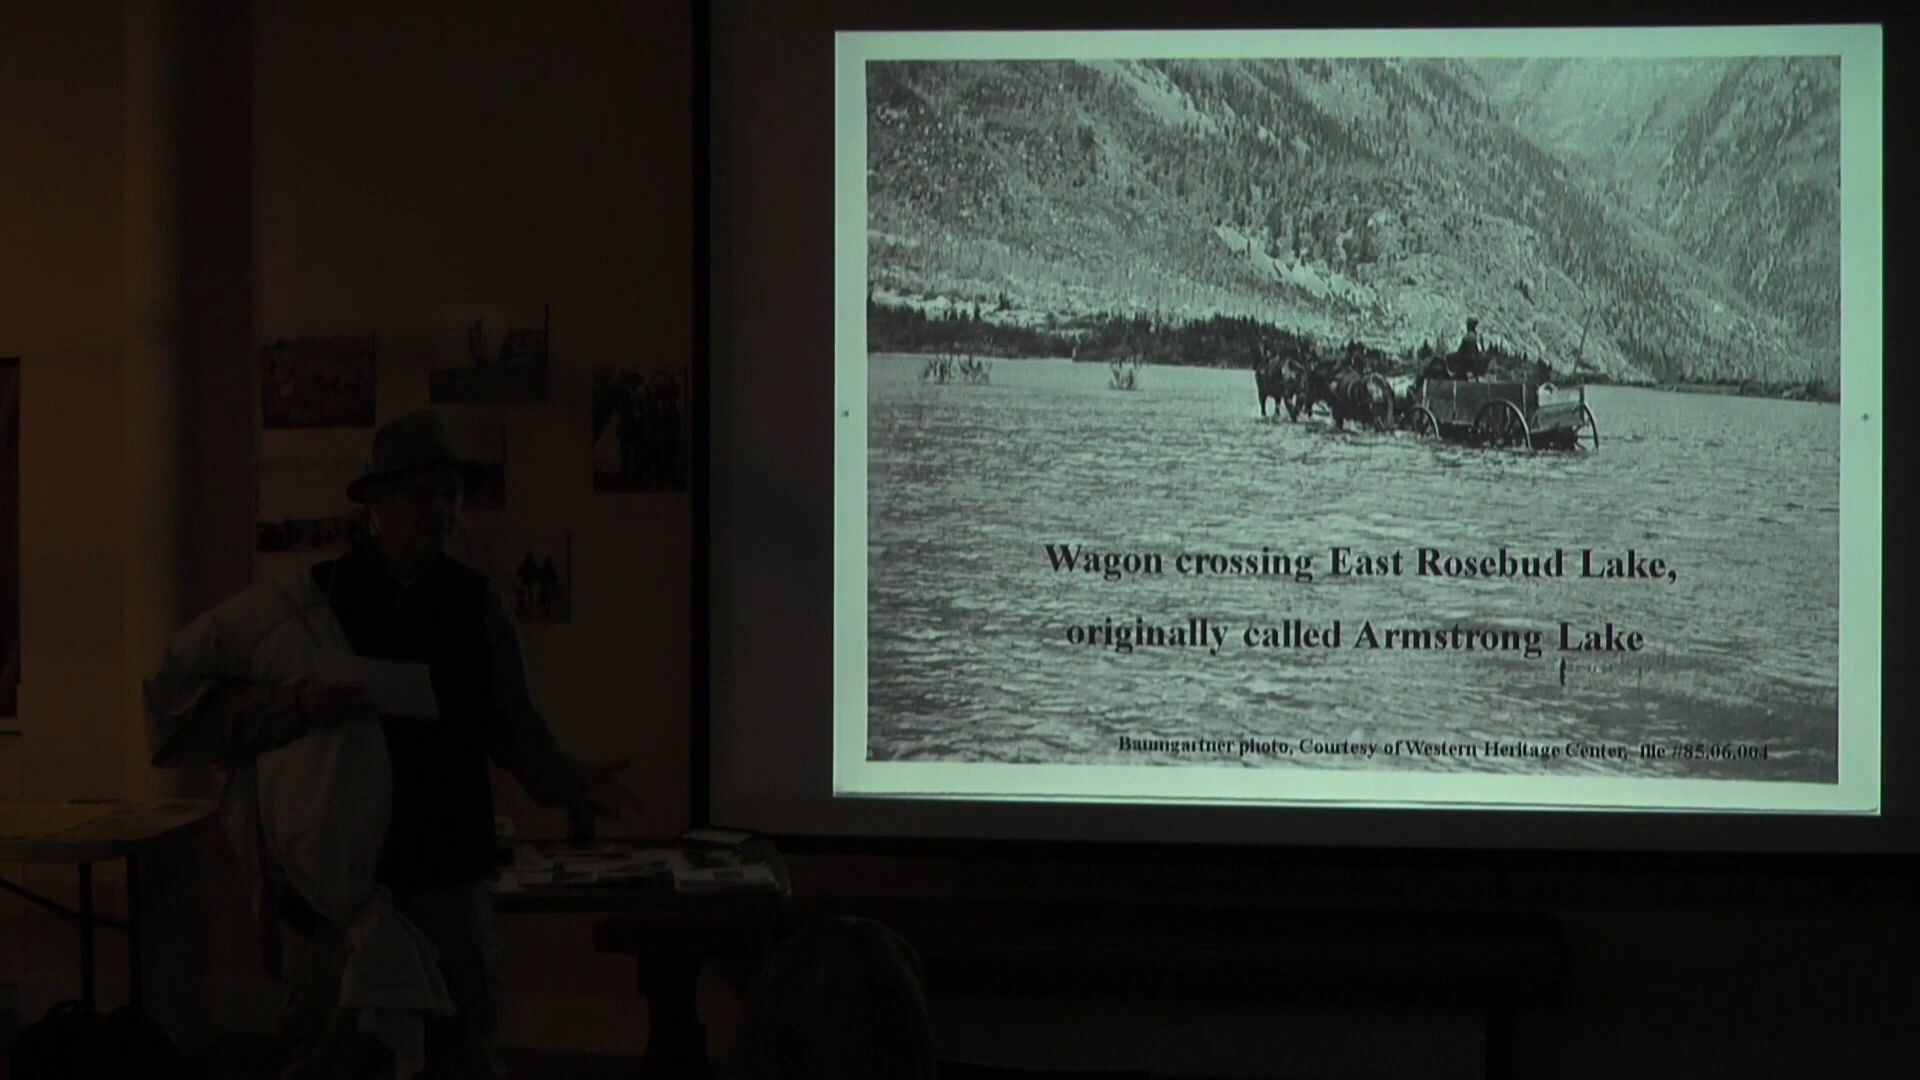 Wagon crossing East Rosebud Lake,
originally called Armstrong Lake
Baumgartner photo, Courtesy of Western Heritage Center, file #85.06.004